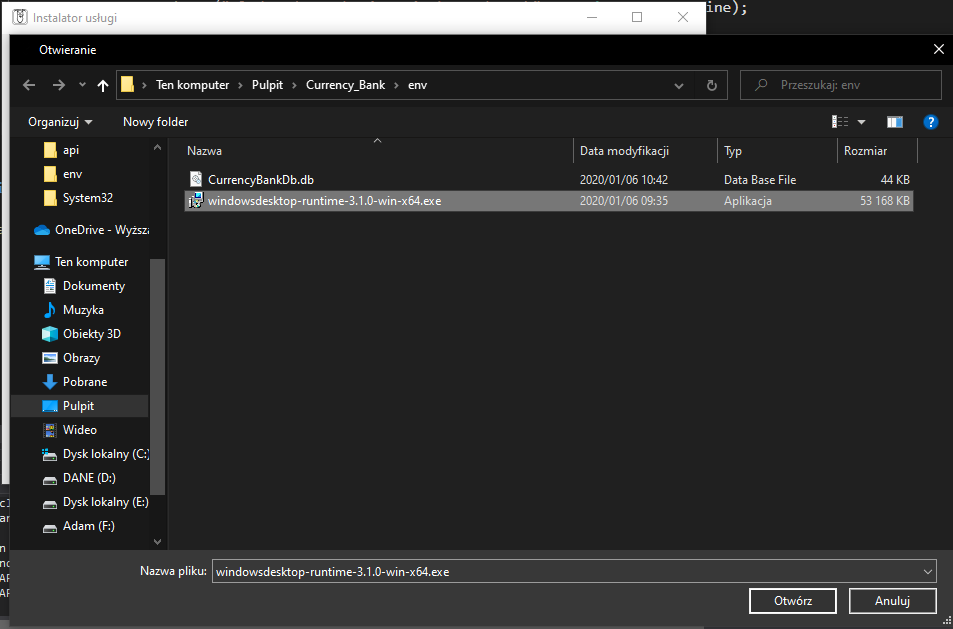 Instalator usługi
ine);
Otwieranie
Ten komputer Pulpit Currency_Bank env
Przeszukaj: env
Organizuj Nowy folder
api
env
System32
OneDrive - Wyższa
Ten komputer
Dokumenty
Muzyka
Obiekty 3D
Obrazy
Pobrane
Pulpit
Wideo
Dysk lokalny (C:)
DANE (D:)
Dysk lokalny (E:)
Adam (F:)
Nazwa Data modyfikacji Typ Rozmiar
CurrencyBankDb.db 2020/01/06 10:42 Data Base File 44 KB
windowsdesktop-runtime-3.1.0-win-x64.exe 2020/01/06 09:35 Aplikacja 53 168 KB
Nazwa pliku: windowsdesktop-runtime-3.1.0-win-x64.exe
Otwórz Anuluj